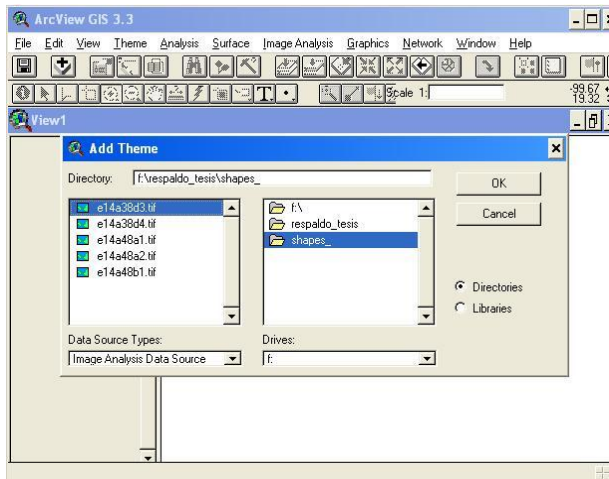 ArcView GIS 3.3
File Edit View Theme Analysis Surface Image Analysis Graphics Network Window Help
T
Scale 1:
-99.67
19.32
View1
Add Theme
Directory: f:\respaldo_tesis\shapes_
OK
Cancel
e14a38d3.tif
e14a38d4.tif
e14a48a1.tif
e14a48a2.tif
e14a48b1.tif
f:\
respaldo_tesis
shapes_
Directories
Libraries
Data Source Types:
Image Analysis Data Source
Drives:
f: